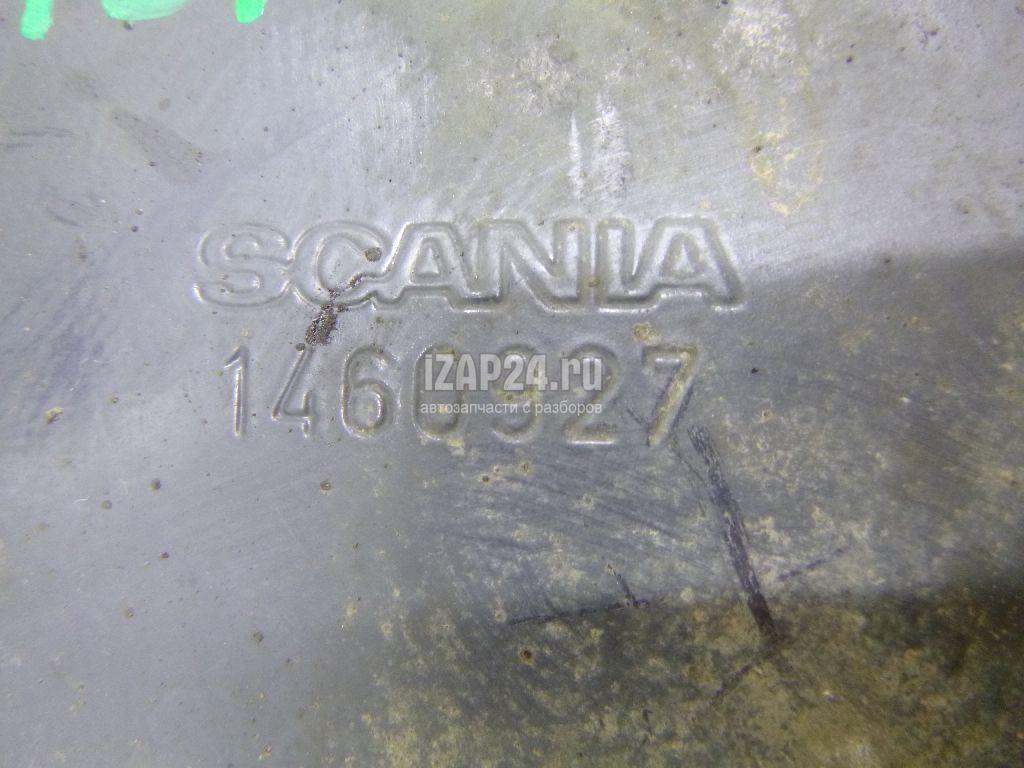 SCANIA
1460927
iZAP24.ru
автозапчасти с разборов